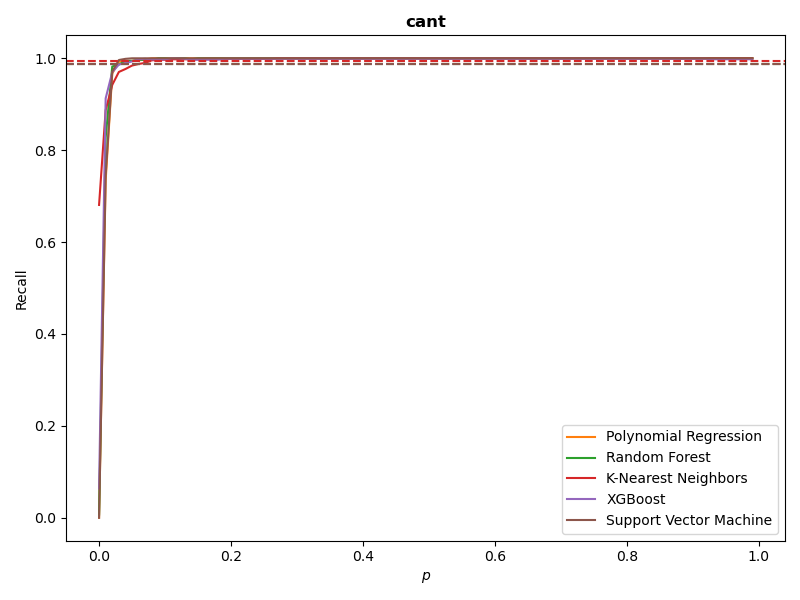 cant
1.0
0.8
0.6
0.4
0.2
0.0
Recall
Polynomial Regression
Random Forest
K-Nearest Neighbors
XGBoost
Support Vector Machine
0.0 0.2 0.4 0.6 0.8 1.0
p